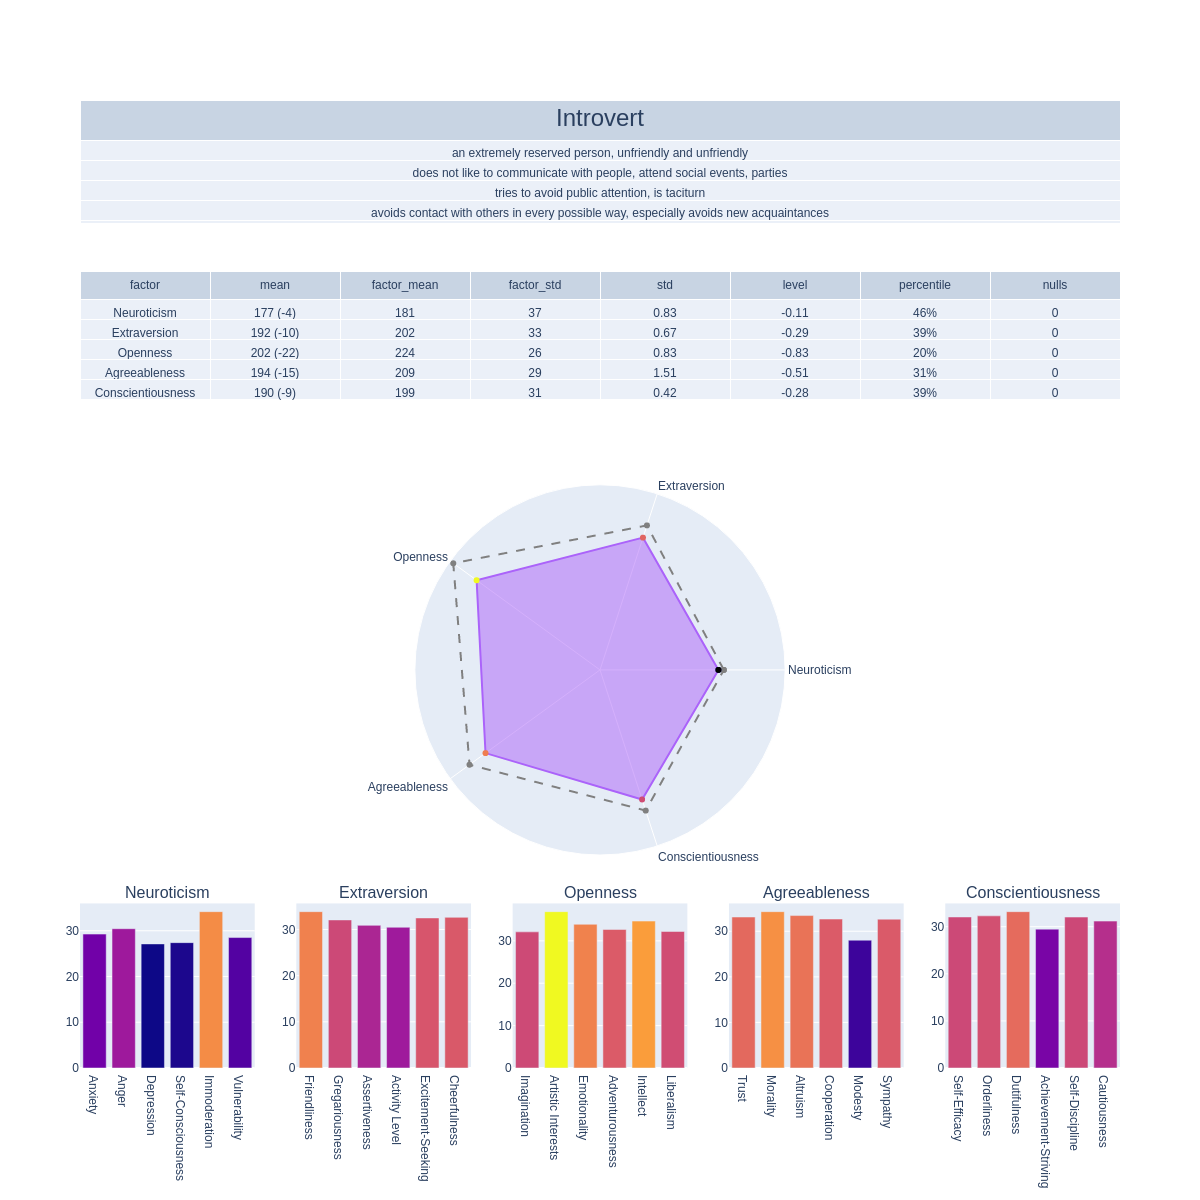 Introvert
an extremely reserved person, unfriendly and unfriendly
does not like to communicate with people, attend social events, parties
tries to avoid public attention, is taciturn
avoids contact with others in every possible way, especially avoids new acquaintances
factor mean factor_mean factor_std std level percentile nulls
Neuroticism 177 (-4) 181 37 0.83 -0.11 46% 0
Extraversion 192 (-10) 202 33 0.67 -0.29 39% 0
Openness 202 (-22) 224 26 0.83 -0.83 20% 0
Agreeableness 194 (-15) 209 29 1.51 -0.51 31% 0
Conscientiousness 190 (-9) 199 31 0.42 -0.28 39% 0
Extraversion
Openness
Neuroticism
Agreeableness
Conscientiousness
Neuroticism
30
20
10
0
Anxiety
Anger
Depression
Self-Consciousness
Immoderation
Vulnerability
Extraversion
30
20
10
0
Friendliness
Gregariousness
Assertiveness
Activity Level
Excitement-Seeking
Cheerfulness
Openness
30
20
10
0
Imagination
Artistic Interests
Emotionality
Adventurousness
Intellect
Liberalism
Agreeableness
30
20
10
0
Trust
Morality
Altruism
Cooperation
Modesty
Sympathy
Conscientiousness
30
20
10
0
Self-Efficacy
Orderliness
Dutifulness
Achievement-Striving
Self-Discipline
Cautiousness